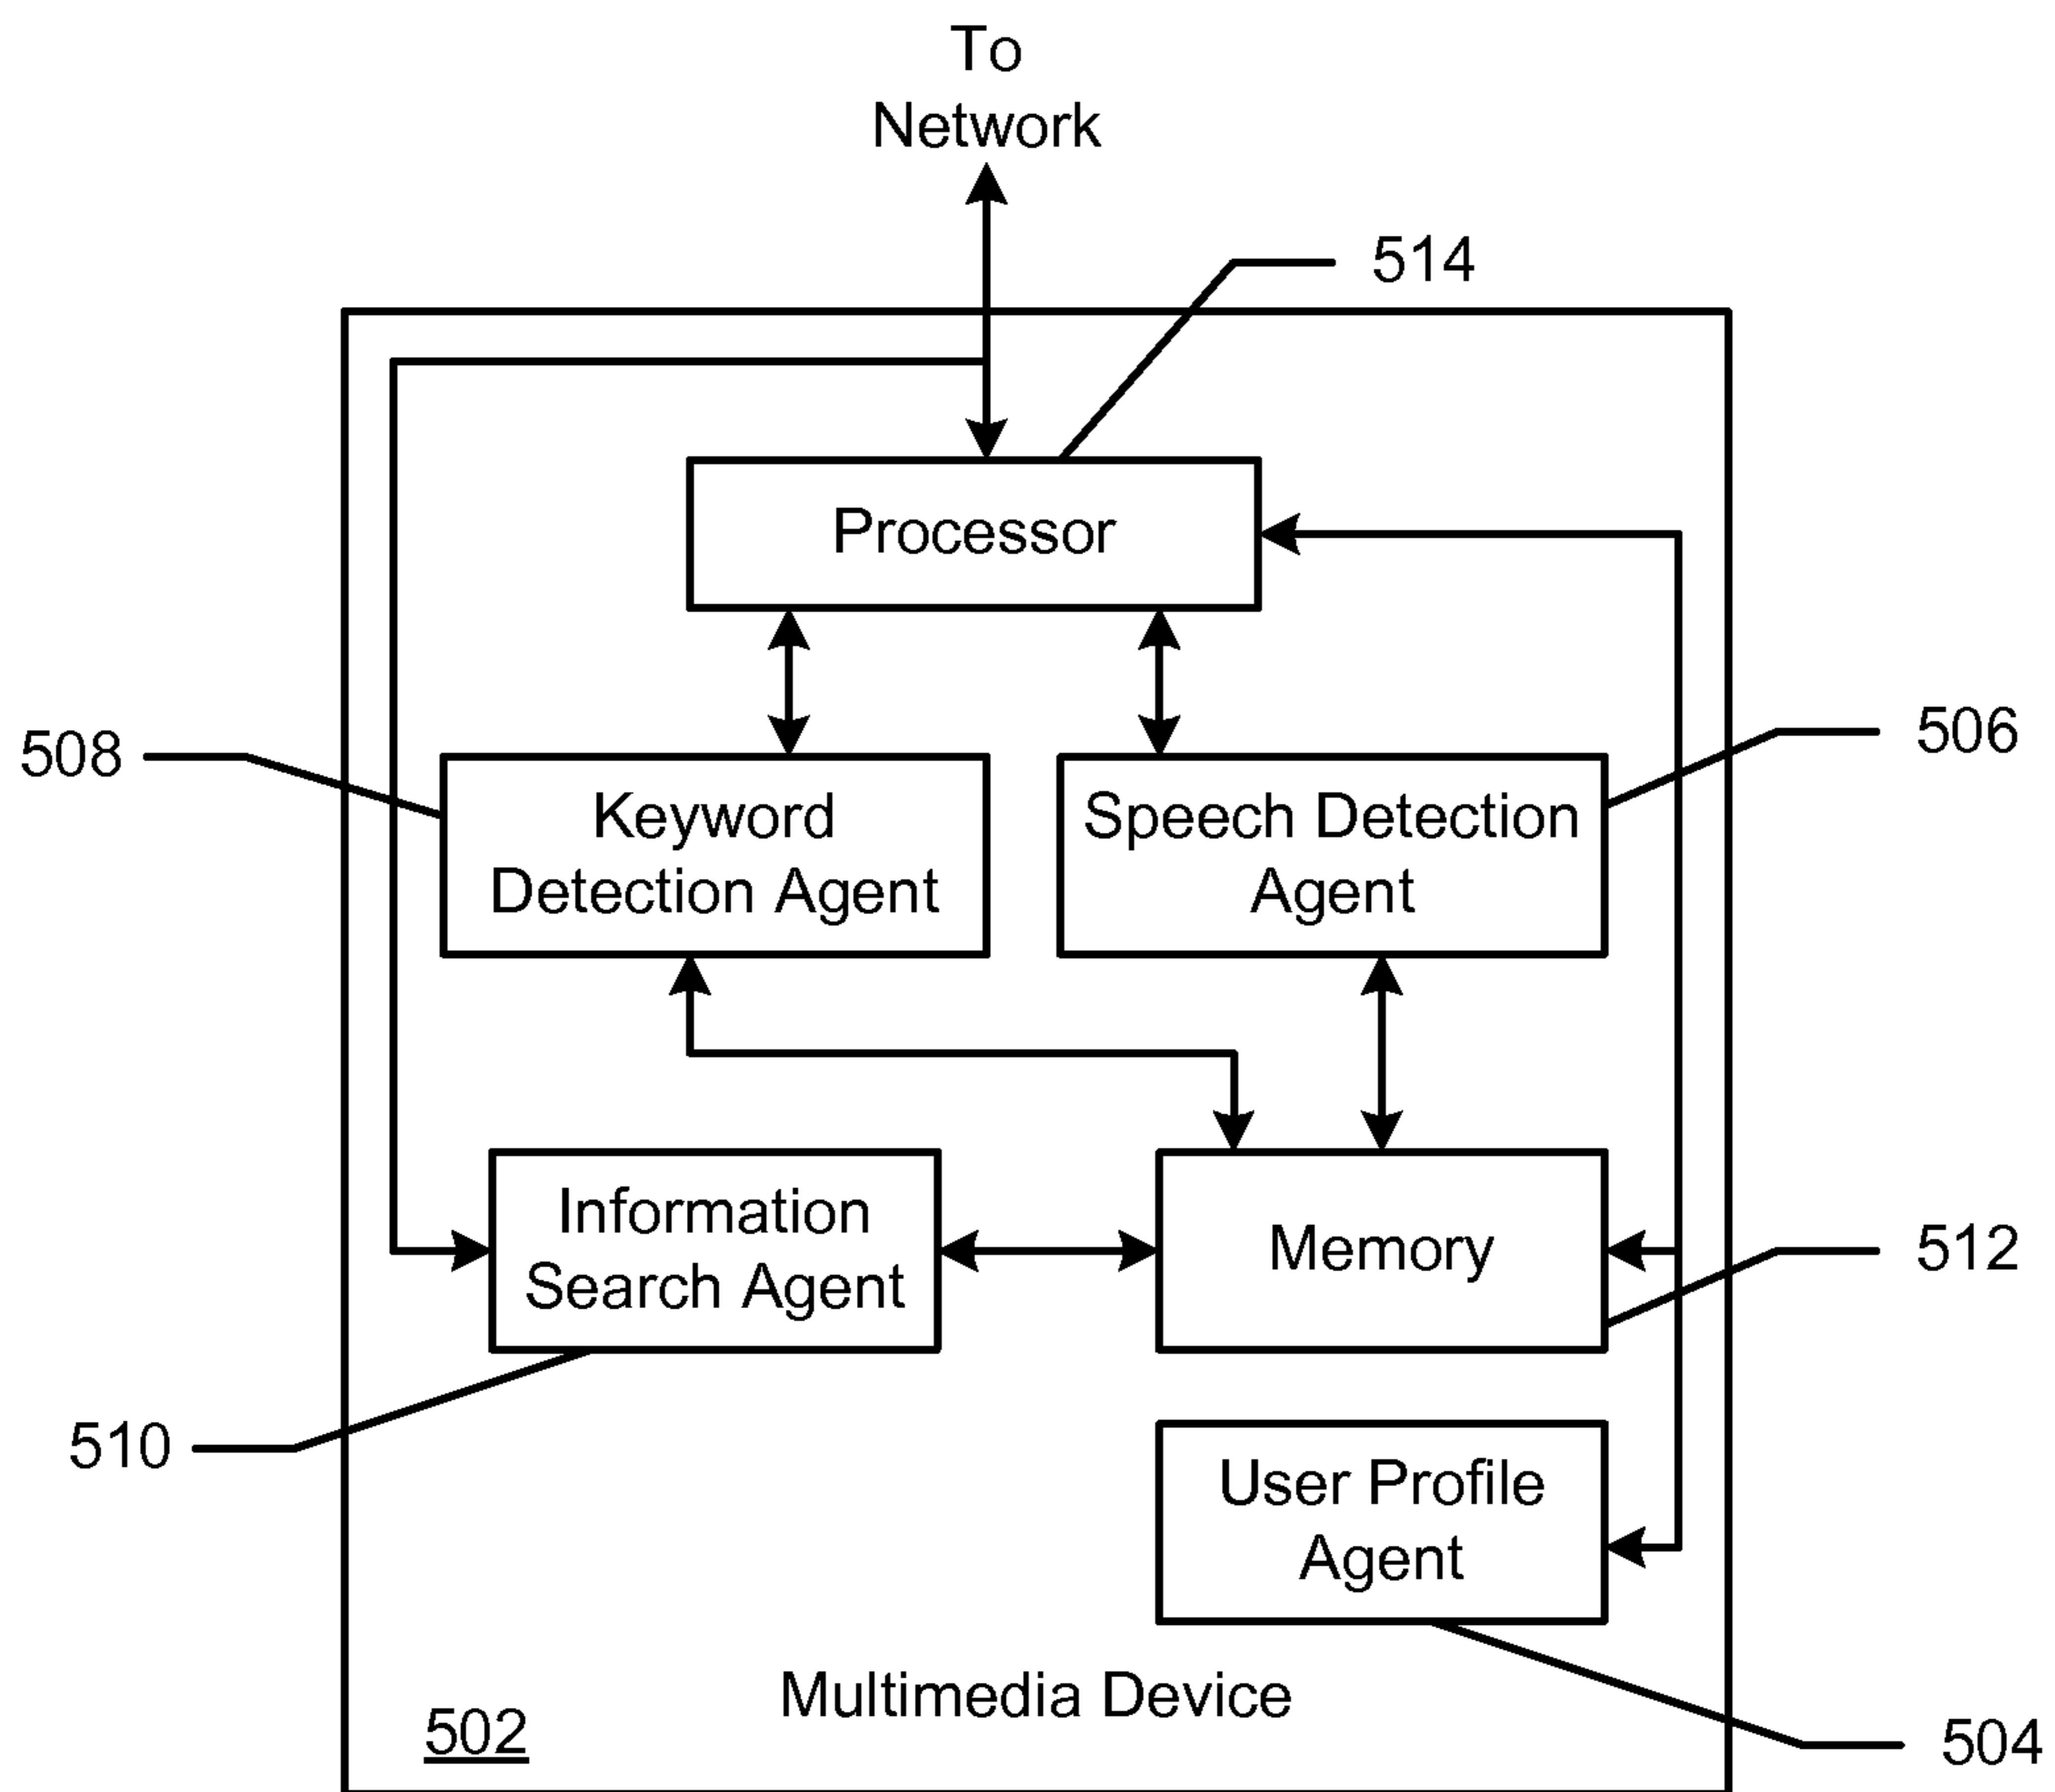 To
Network
514
Processor
508
506
Keyword
Detection Agent
Speech Detection
Agent
Information
Search Agent
Memory
512
510
User Profile
Agent
Multimedia Device
502
504